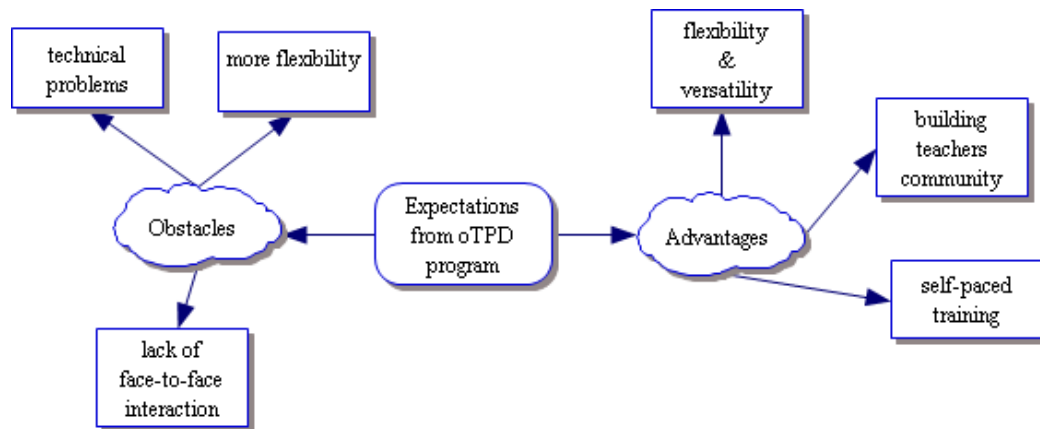 technical
problems
more flexibility
flexibility
&
versatility
building
teachers
community
Obstacles
Expectations
from oTPD
program
Advantages
self-paced
training
lack of
face-to-face
interaction